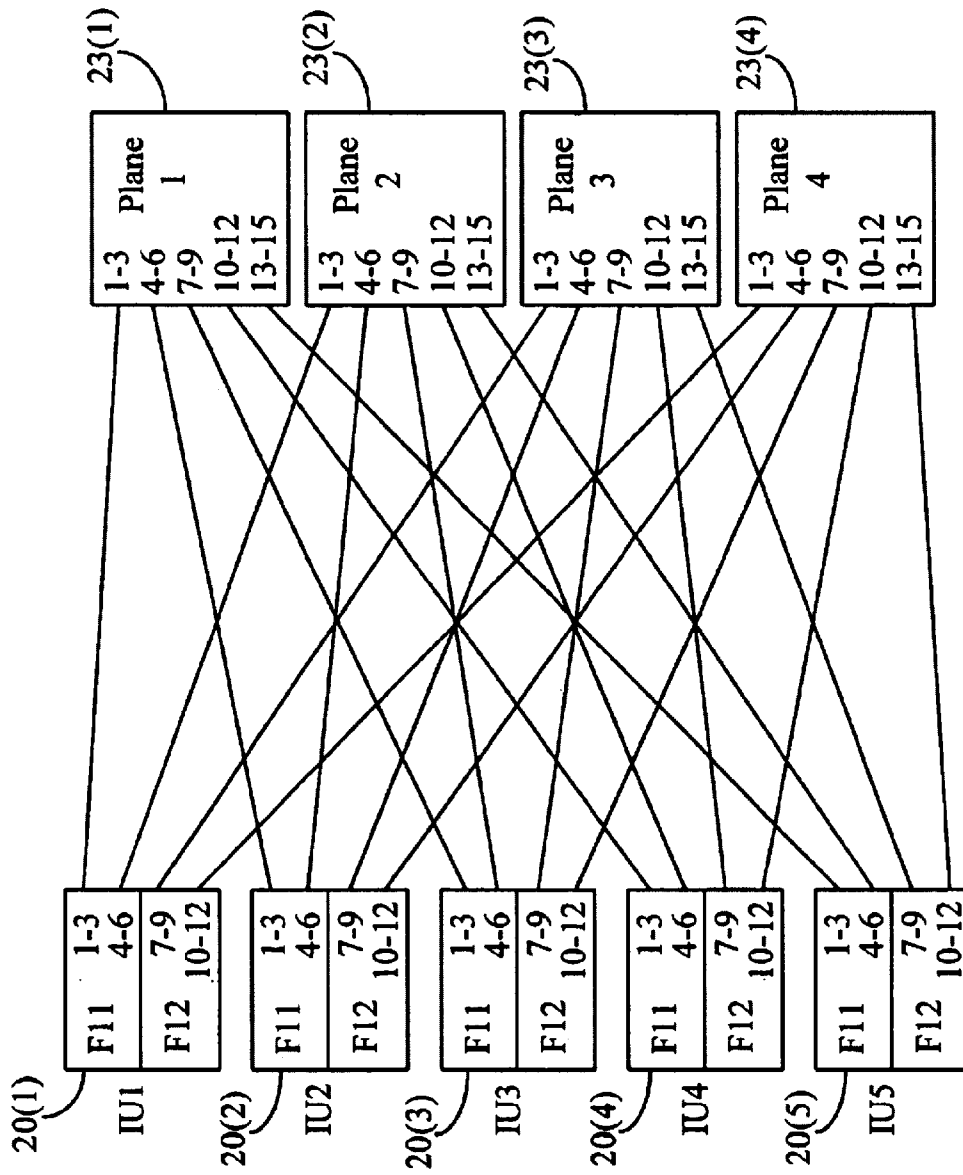 20(1)
F11 1-3
4-6
F12 7-9
10-12
IU1
20(2)
F11 1-3
4-6
F12 7-9
10-12
IU2
20(3)
F11 1-3
4-6
F12 7-9
10-12
IU3
20(4)
F11 1-3
4-6
F12 7-9
10-12
IU4
20(5)
F11 1-3
4-6
F12 7-9
10-12
IU5
23(1)
1-3
4-6
7-9
10-12
13-15
Plane
1
23(2)
1-3
4-6
7-9
10-12
13-15
Plane
2
23(3)
1-3
4-6
7-9
10-12
13-15
Plane
3
23(4)
1-3
4-6
7-9
10-12
13-15
Plane
4